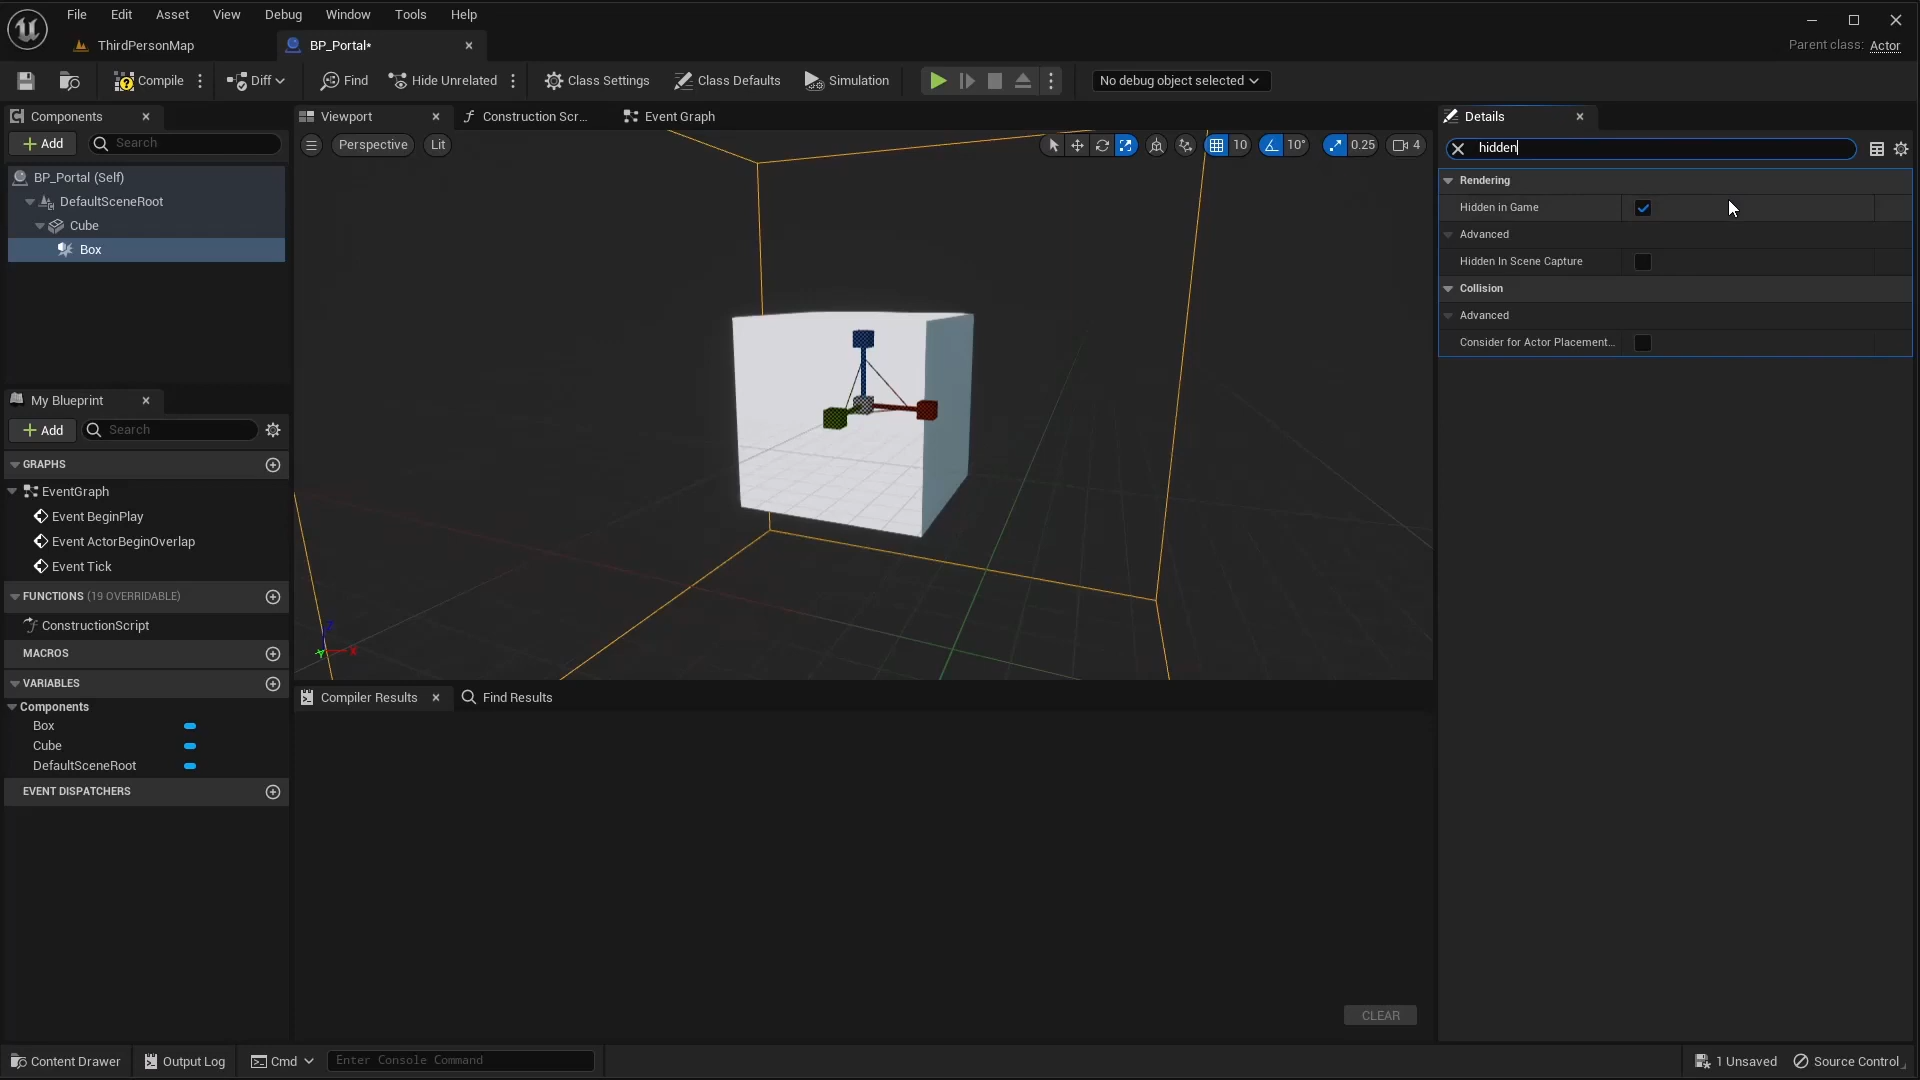 File Edit Asset View Debug Window Tools Help
ThirdPersonMap
BP_Portal*
Parent class: Actor
Compile
Diff
Find
Hide Unrelated
Class Settings
Class Defaults
Simulation
No debug object selected
Components
Add
Search
BP_Portal (Self)
DefaultSceneRoot
Cube
Box
My Blueprint
Add
Search
GRAPHS
EventGraph
Event BeginPlay
Event ActorBeginOverlap
Event Tick
FUNCTIONS (19 OVERRIDABLE)
ConstructionScript
MACROS
VARIABLES
Components
Box
Cube
DefaultSceneRoot
EVENT DISPATCHERS
Viewport
Construction Scr...
Event Graph
Perspective
Lit
10
10°
0.25
4
Z
Y
X
Compiler Results
Find Results
CLEAR
Details
hidden
Rendering
Hidden in Game
Advanced
Hidden In Scene Capture
Collision
Advanced
Consider for Actor Placement...
Content Drawer
Output Log
Cmd
Enter Console Command
1 Unsaved
Source Control